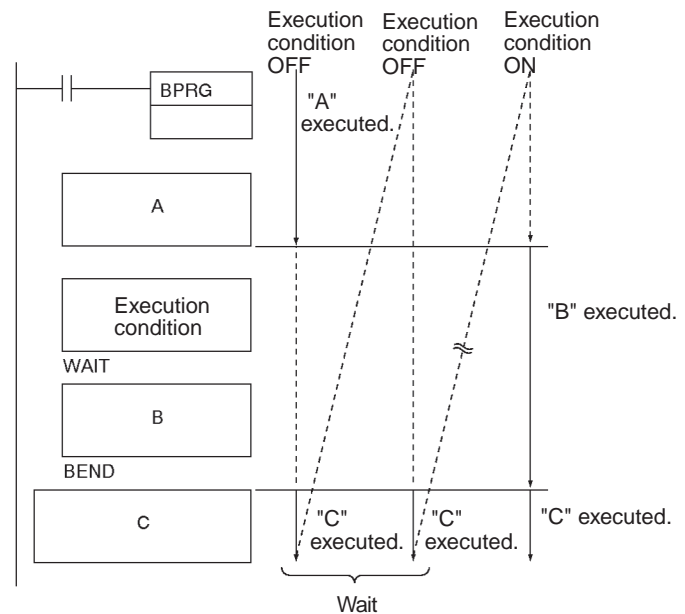 Execution
condition
OFF
Execution
condition
OFF
Execution
condition
ON
BPRG
"A"
executed.
A
Execution
condition
"B" executed.
WAIT
B
BEND
C
"C"
executed.
"C"
executed.
"C" executed.
Wait